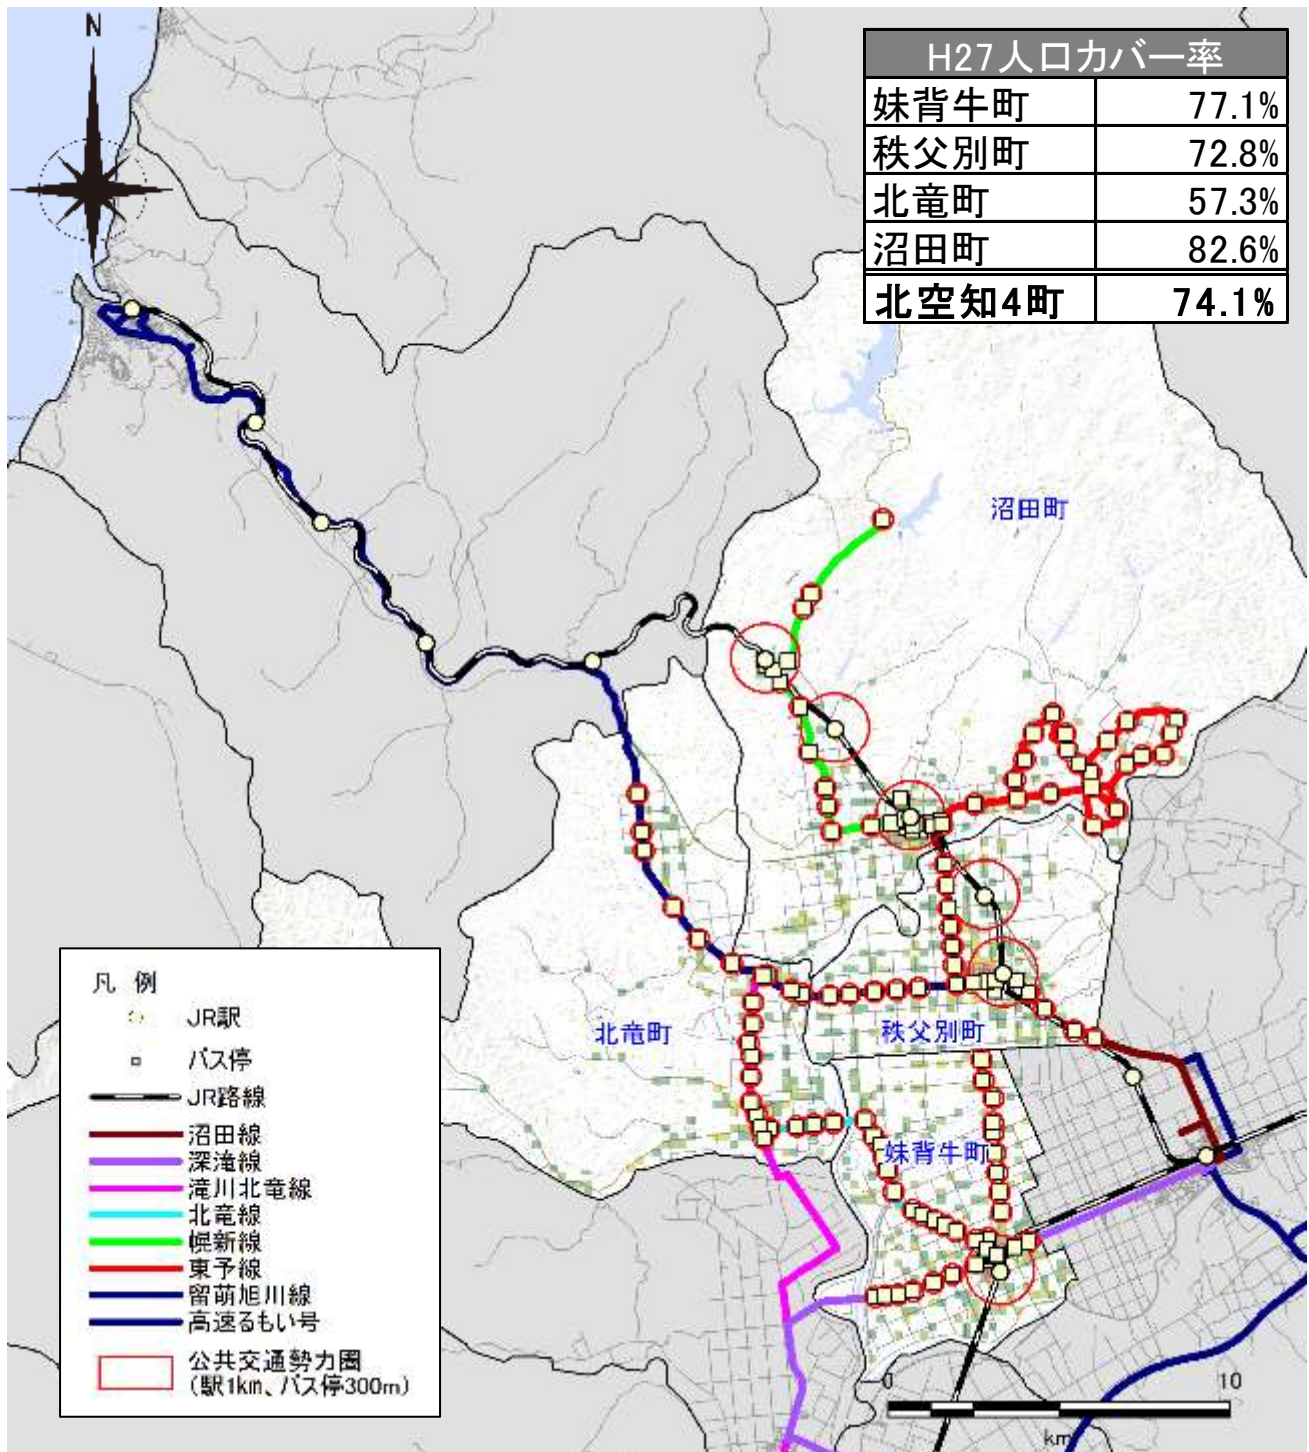 N
H27人口カバー率
妹背牛町 77.1%
秩父別町 72.8%
北竜町 57.3%
沼田町 82.6%
北空知4町 74.1%
沼田町
北竜町
秩父別町
妹背牛町
凡 例
JR駅
バス停
JR路線
沼田線
深滝線
滝川北竜線
北竜線
幌新線
東予線
留萌旭川線
高速るもい号
公共交通勢力圏
（駅1km、バス停300m）
0 10
km